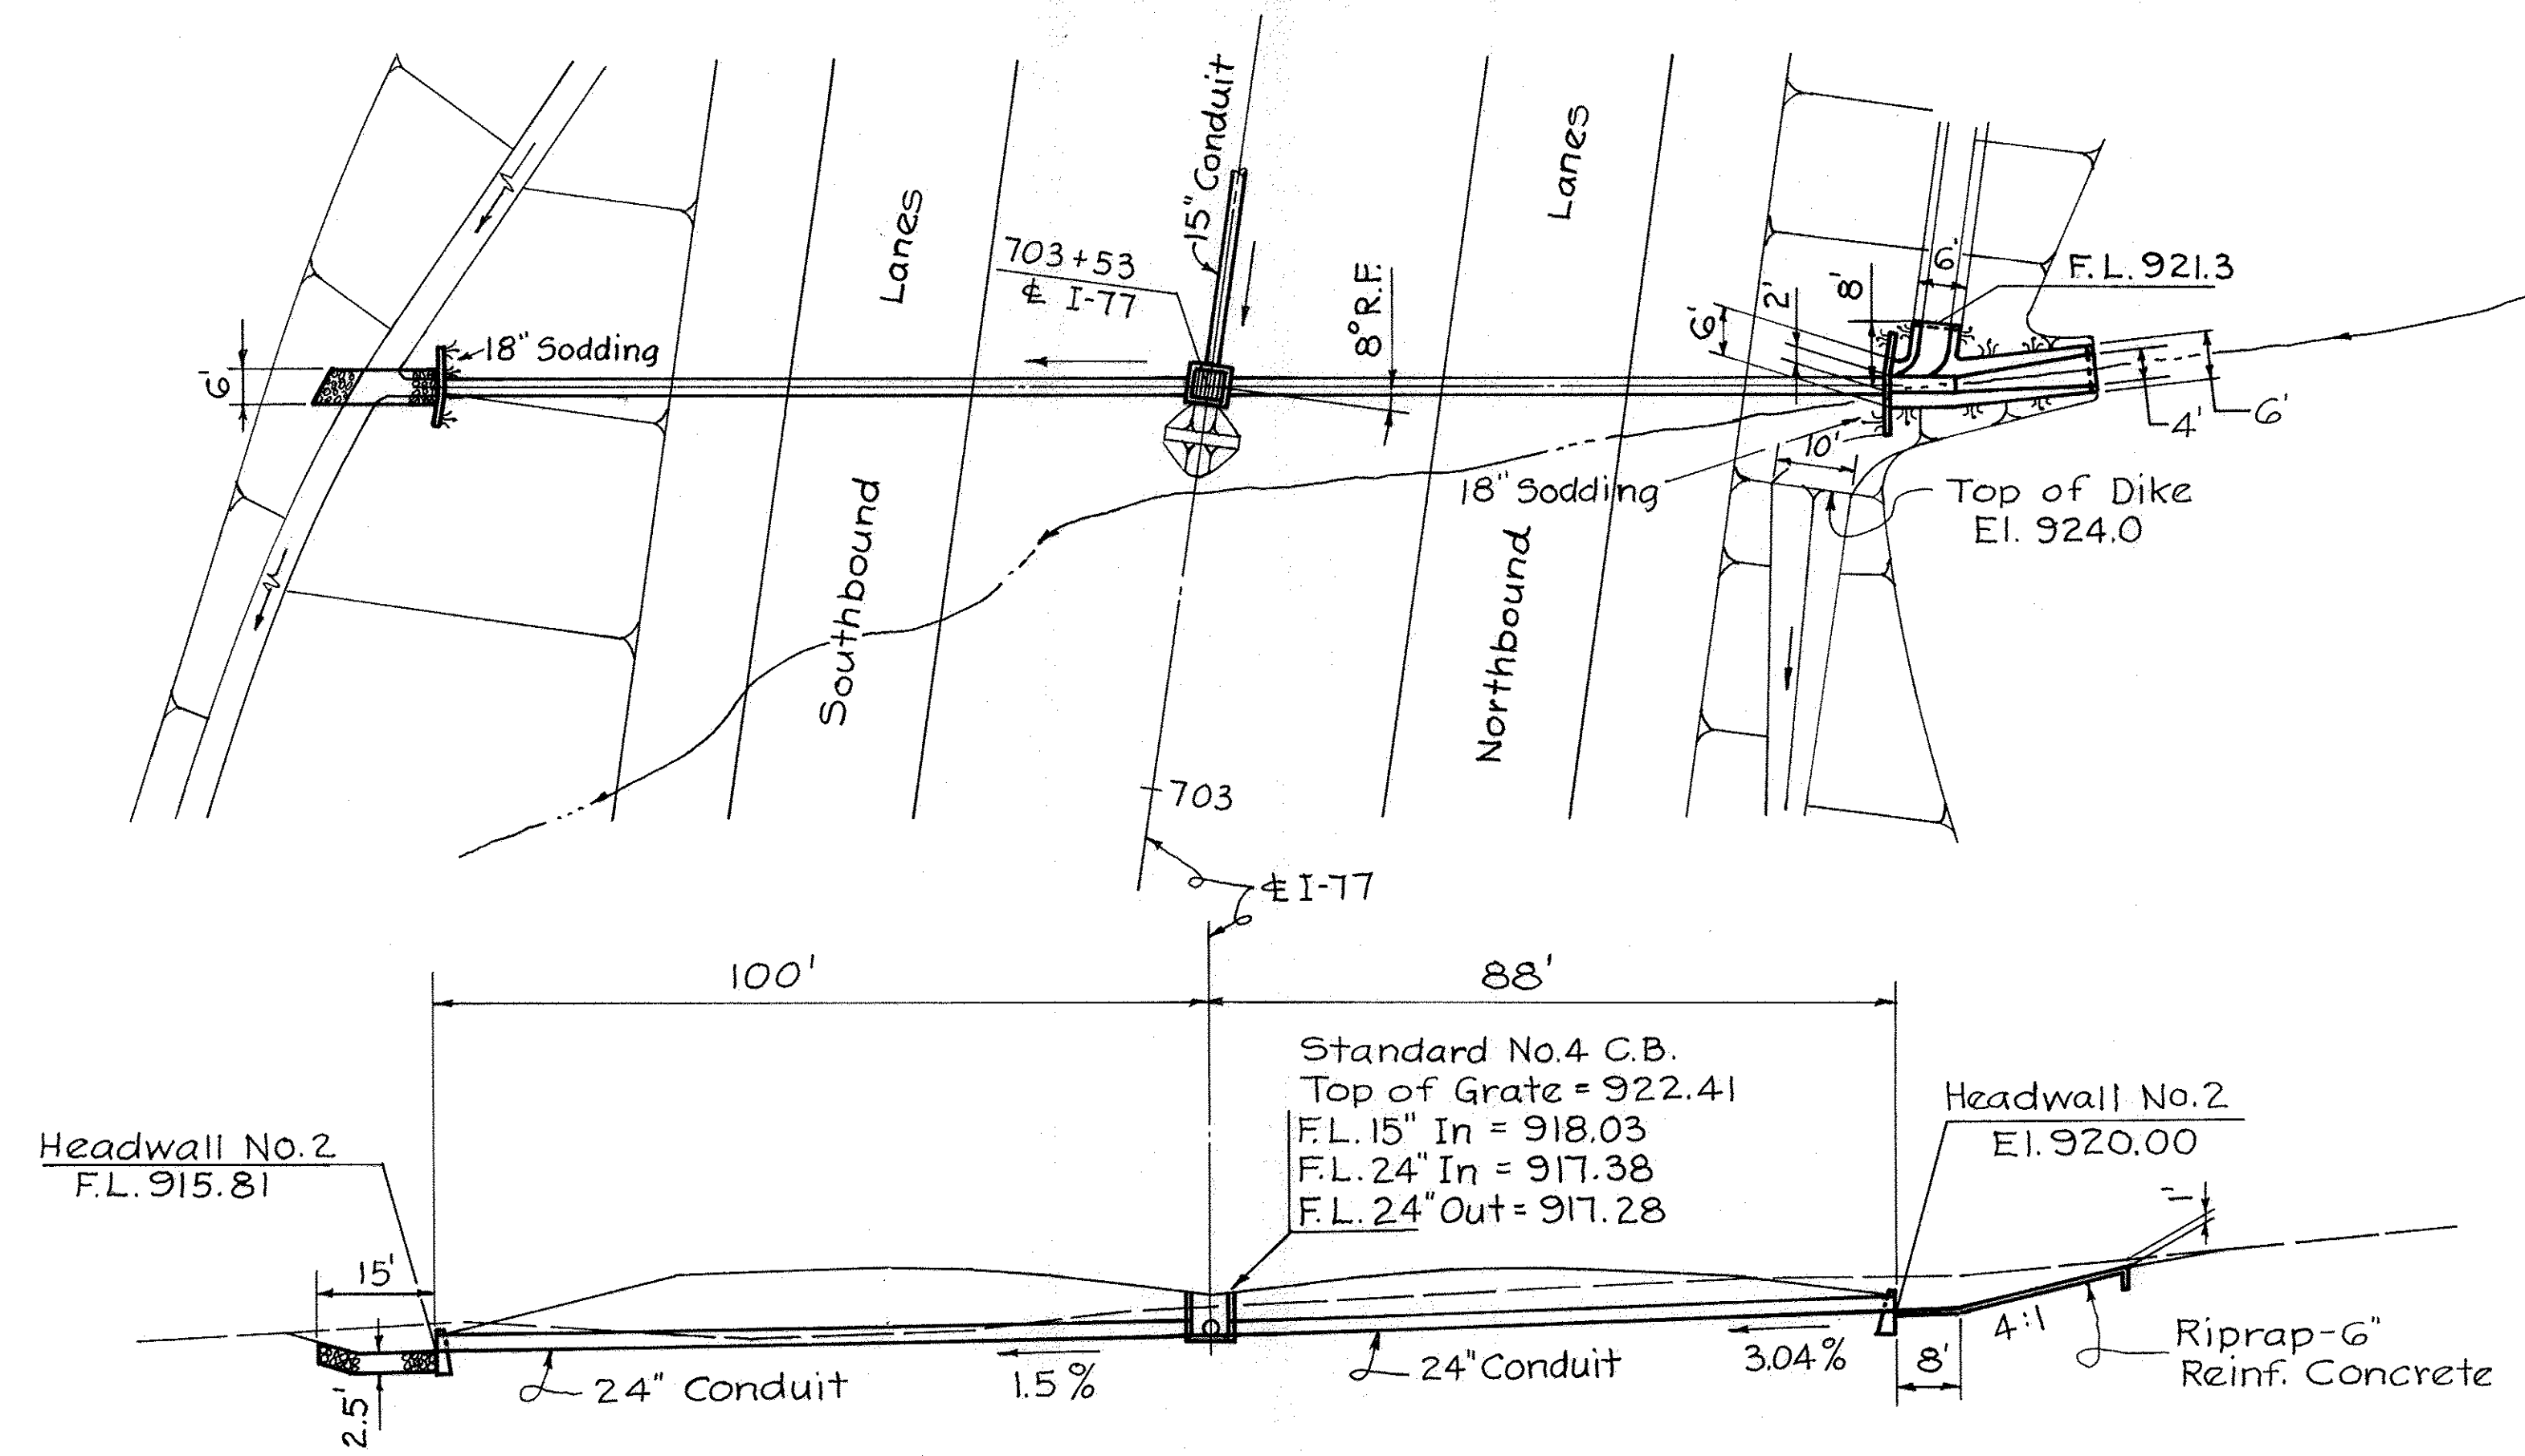 15" Conduit
Lanes
Lanes
703+53
℄ I-77
8° R.F.
6'
2'
8'
6'
F.L. 921.3
18" Sodding
6'
4'
6'
10'
18" Sodding
Top of Dike
El. 924.0
Southbound
Northbound
703
℄ I-77
100'
88'
Standard No.4 C.B.
Top of Grate = 922.41
F.L. 15" In = 918.03
F.L. 24" In = 917.38
F.L. 24" Out = 917.28
Headwall No.2
El. 920.00
Headwall No.2
F.L. 915.81
15'
1'
4:1
Riprap-6"
Reinf. Concrete
24" Conduit
1.5%
24" Conduit
3.04%
8'
2.5'